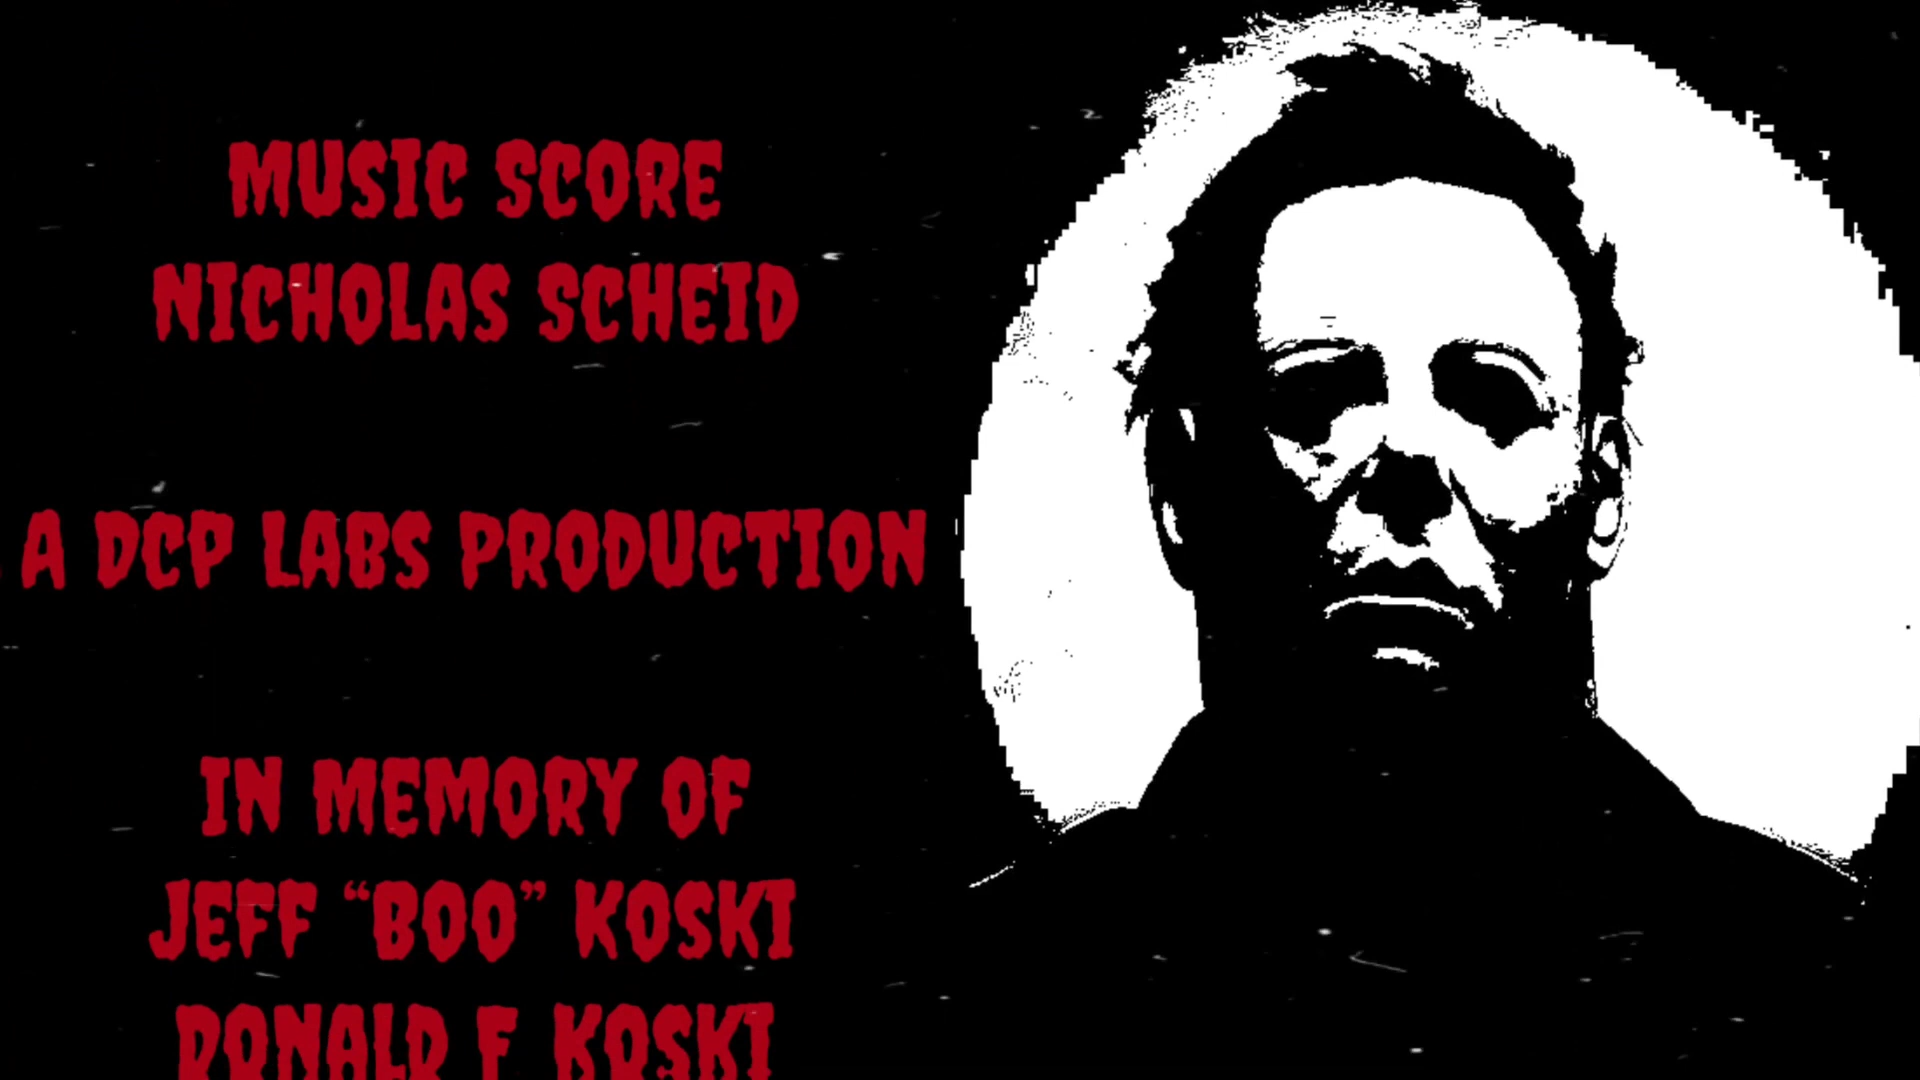 MUSIC SCORE
NICHOLAS SCHEID
A DCP LABS PRODUCTION
IN MEMORY OF
JEFF “BOO” KOSKI
DONALD F KOSKI